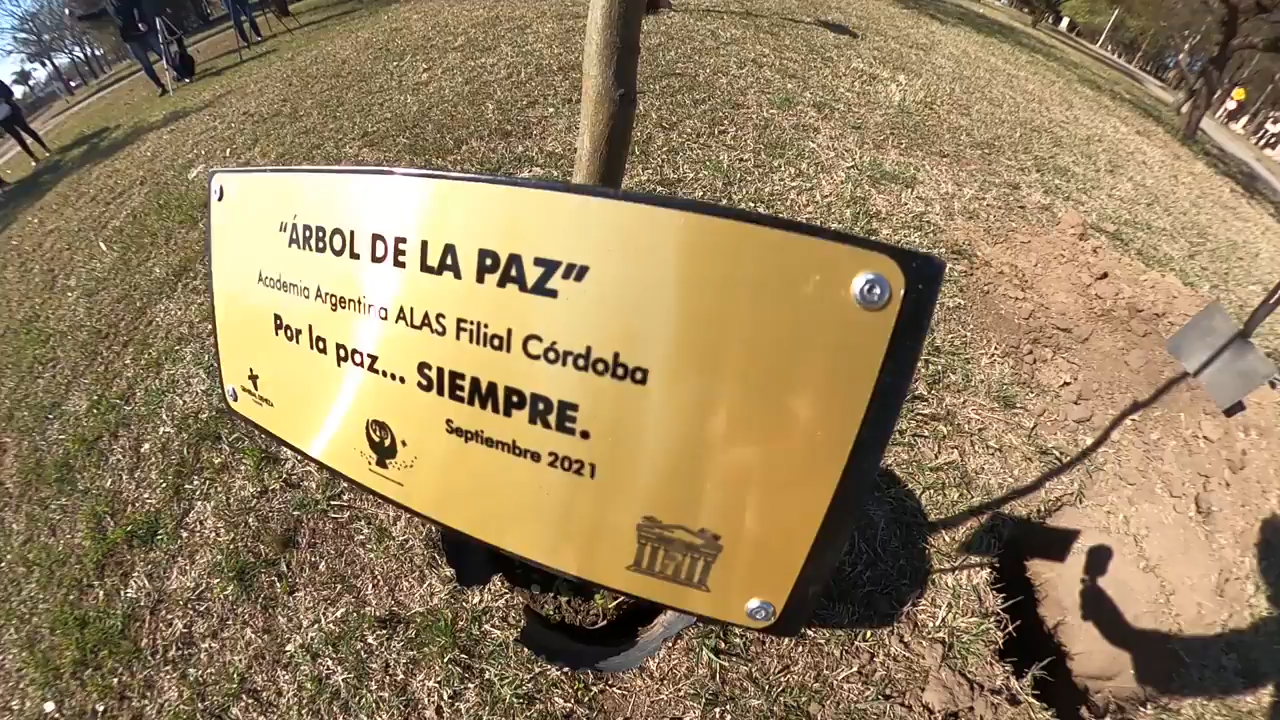 “ÁRBOL DE LA PAZ”
Academia Argentina ALAS Filial Córdoba
Por la paz... SIEMPRE.
Septiembre 2021